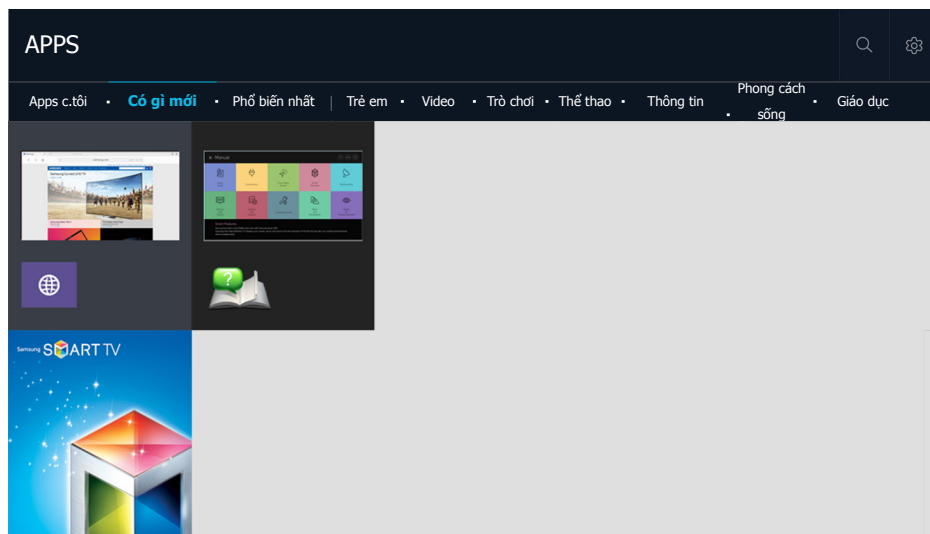 APPS
Apps c.tôi
Có gì mới
Phổ biến nhất
Trẻ em
Video
Trò chơi
Thể thao
Thông tin
Phong cách
sống
Giáo dục
Manual
Samsung SMART TV